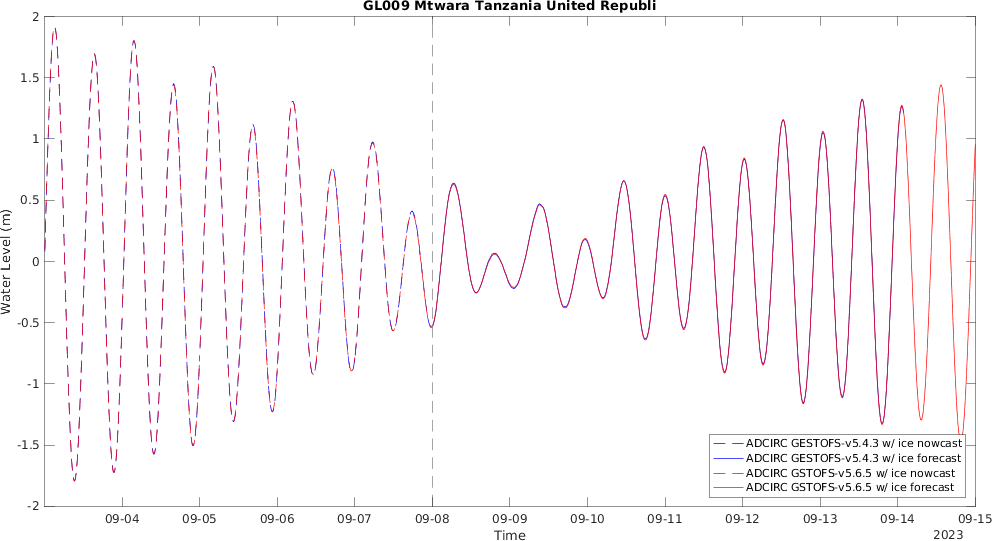 GL009 Mtwara Tanzania United Republi
2
1.5
1
0.5
0
-0.5
-1
-1.5
-2
Water Level (m)
ADCIRC GESTOFS-v5.4.3 w/ ice nowcast
ADCIRC GESTOFS-v5.4.3 w/ ice forecast
ADCIRC GSTOFS-v5.6.5 w/ ice nowcast
ADCIRC GSTOFS-v5.6.5 w/ ice forecast
09-04 09-05 09-06 09-07 09-08 09-09 09-10 09-11 09-12 09-13 09-14 09-15
Time
2023